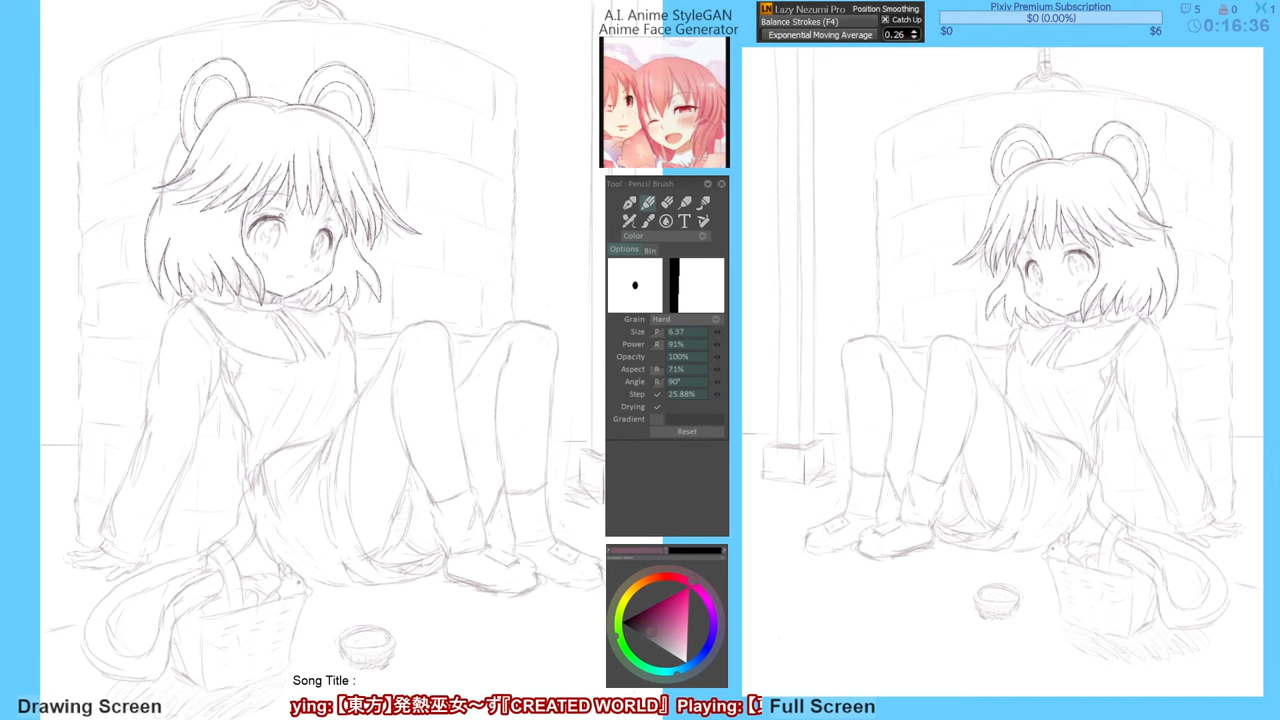 A.I. Anime StyleGAN
Anime Face Generator
LN Lazy Nezumi Pro
Position Smoothing
Balance Strokes (F4)
Catch Up
Exponential Moving Average
0.26
Pixiv Premium Subscription
$0 (0.00%)
$0
$6
5
0
1
0:16:36
Tool : Pencil Brush
T
Color
Options
Bin
Grain Hard
Size P 6.37
Power R 91%
Opacity 100%
Aspect R 71%
Angle R 90°
Step 25.88%
Drying
Gradient
Reset
Song Title :
ying: 【東方】発熱巫女～ず『CREATED WORLD』 Playing: 【
Drawing Screen
Full Screen